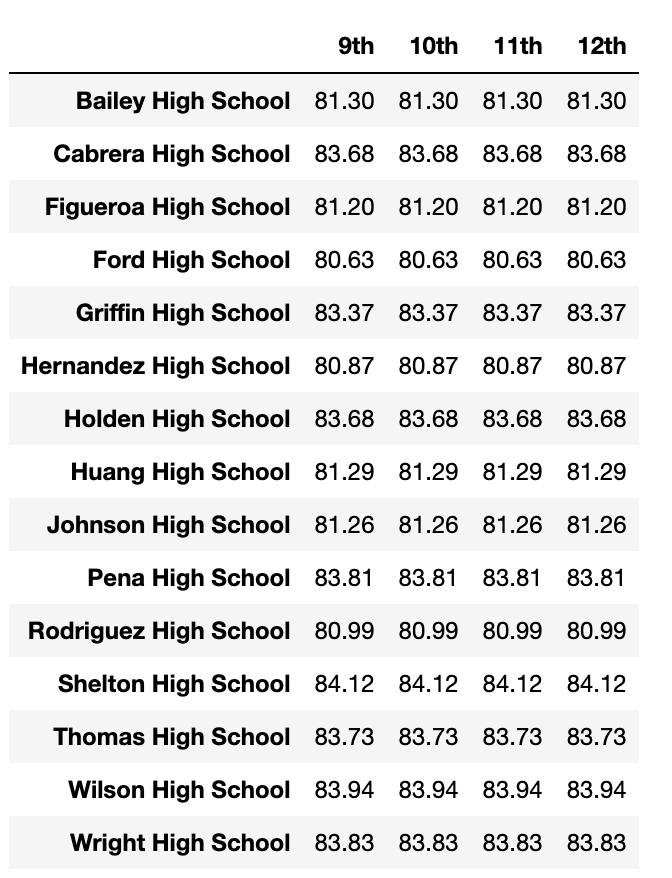 9th 10th 11th 12th
Bailey High School 81.30 81.30 81.30 81.30
Cabrera High School 83.68 83.68 83.68 83.68
Figueroa High School 81.20 81.20 81.20 81.20
Ford High School 80.63 80.63 80.63 80.63
Griffin High School 83.37 83.37 83.37 83.37
Hernandez High School 80.87 80.87 80.87 80.87
Holden High School 83.68 83.68 83.68 83.68
Huang High School 81.29 81.29 81.29 81.29
Johnson High School 81.26 81.26 81.26 81.26
Pena High School 83.81 83.81 83.81 83.81
Rodriguez High School 80.99 80.99 80.99 80.99
Shelton High School 84.12 84.12 84.12 84.12
Thomas High School 83.73 83.73 83.73 83.73
Wilson High School 83.94 83.94 83.94 83.94
Wright High School 83.83 83.83 83.83 83.83